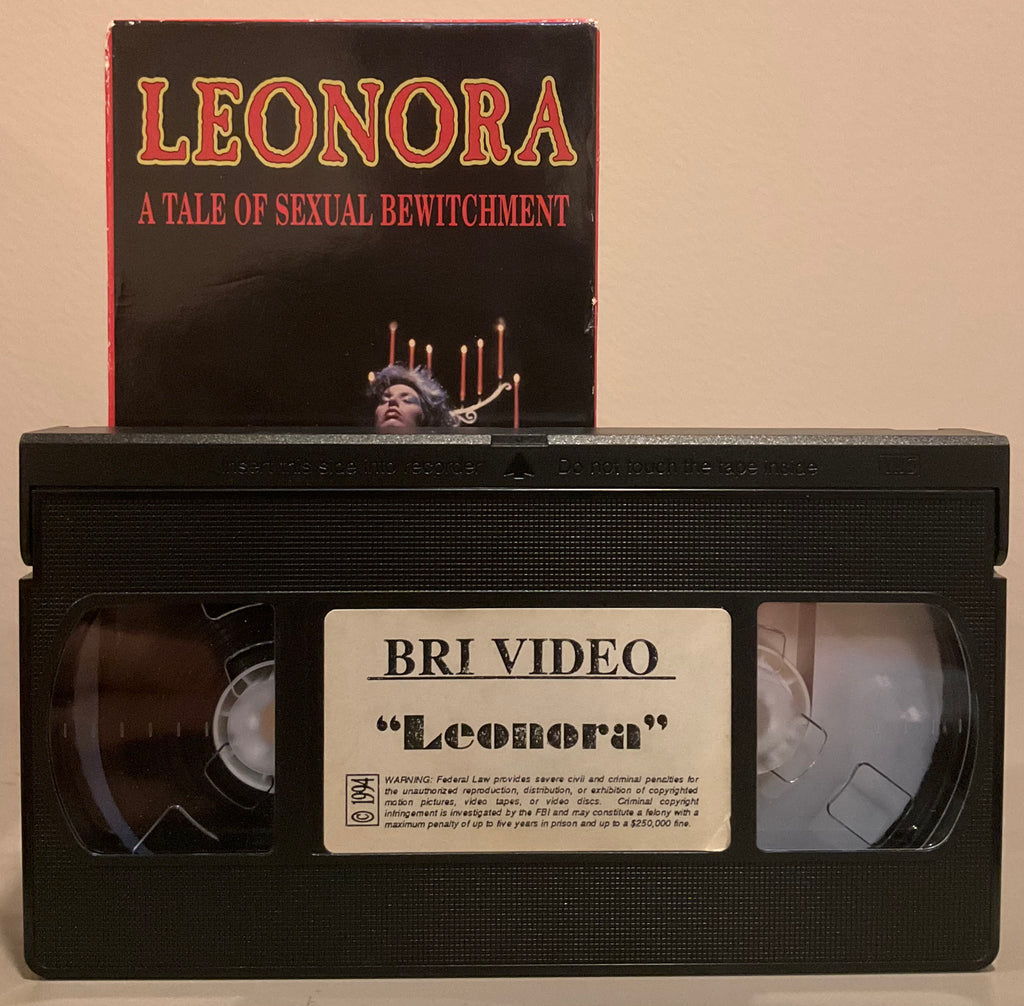 LEONORA
A TALE OF SEXUAL BEWITCHMENT
Insert this side into recorder Do not touch the tape inside VHS
BRI VIDEO
“Leonora”
© 1994
WARNING: Federal Law provides severe civil and criminal penalties for
the unauthorized reproduction, distribution, or exhibition of copyrighted
motion pictures, video tapes, or video discs. Criminal copyright
infringement is investigated by the FBI and may constitute a felony with a
maximum penalty of up to five years in prison and up to a $250,000 fine.